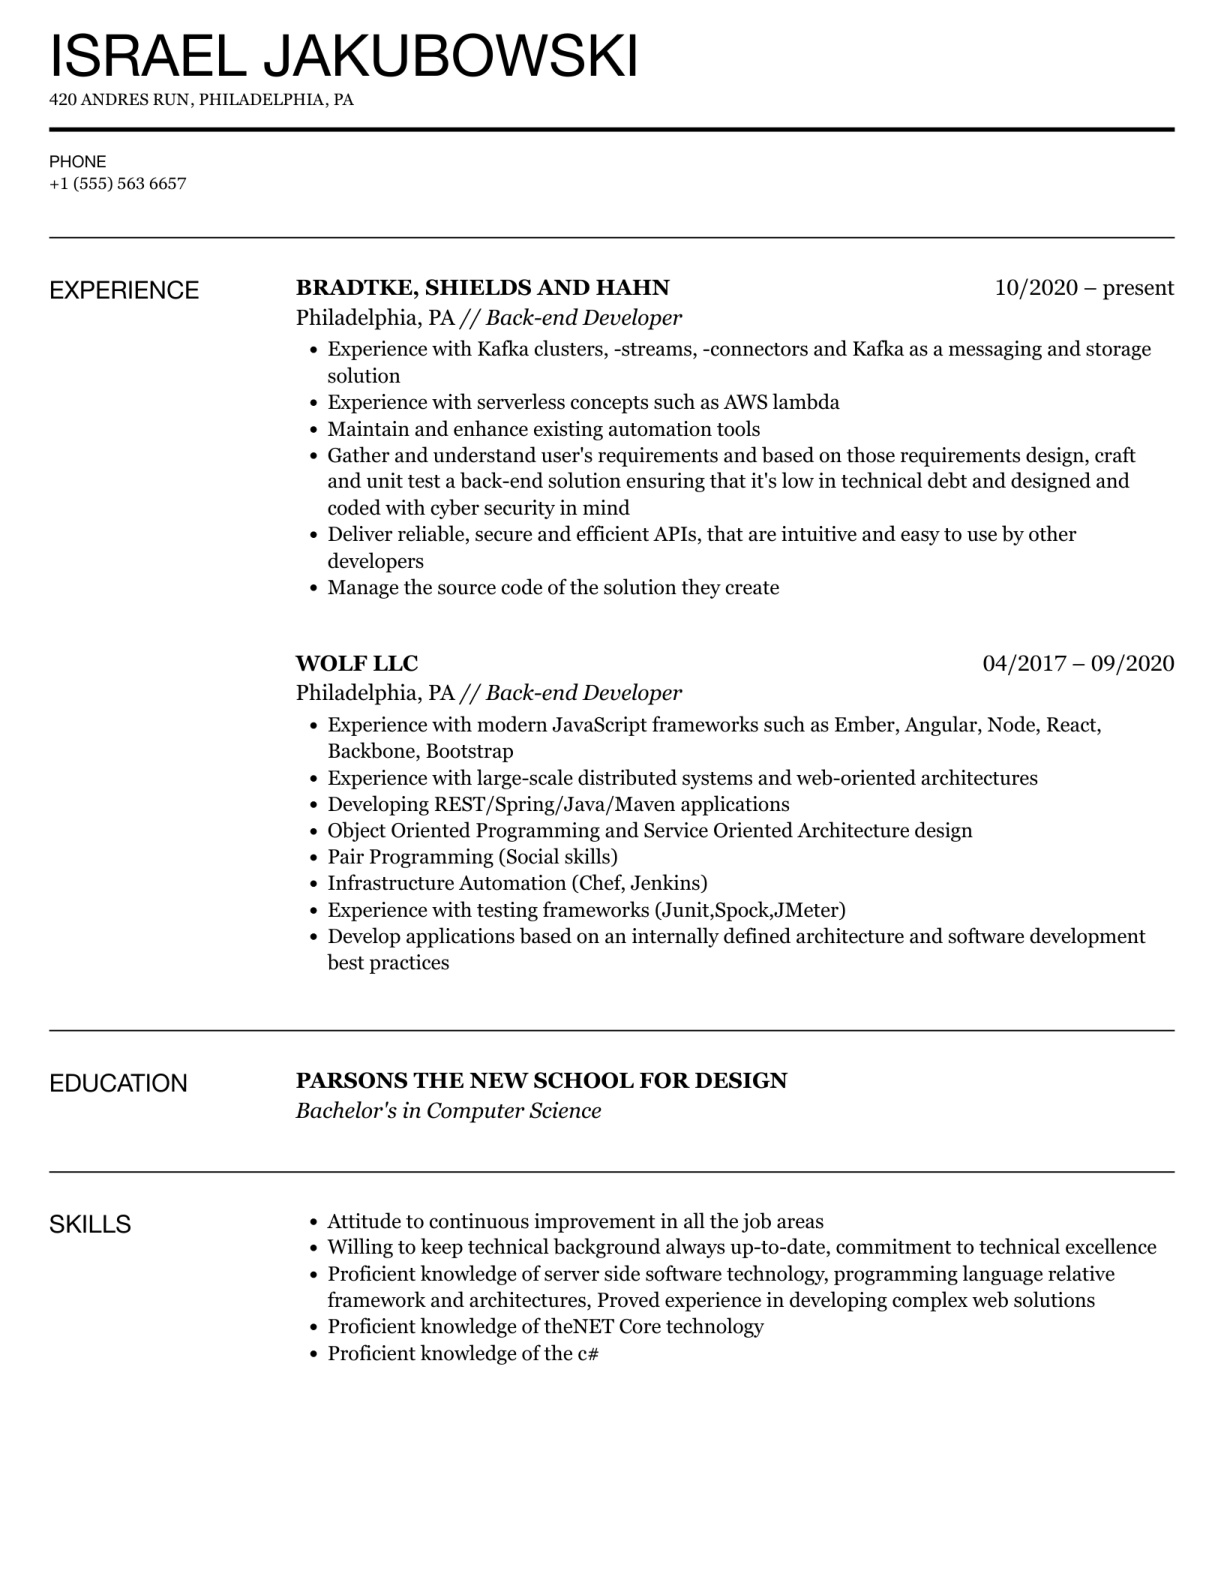 ISRAEL JAKUBOWSKI
420 ANDRES RUN, PHILADELPHIA, PA
PHONE
+1 (555) 563 6657
EXPERIENCE
BRADTKE, SHIELDS AND HAHN
10/2020 – present
Philadelphia, PA // Back-end Developer
• Experience with Kafka clusters, -streams, -connectors and Kafka as a messaging and storage
solution
• Experience with serverless concepts such as AWS lambda
• Maintain and enhance existing automation tools
• Gather and understand user's requirements and based on those requirements design, craft
and unit test a back-end solution ensuring that it's low in technical debt and designed and
coded with cyber security in mind
• Deliver reliable, secure and efficient APIs, that are intuitive and easy to use by other
developers
• Manage the source code of the solution they create
WOLF LLC
04/2017 – 09/2020
Philadelphia, PA // Back-end Developer
• Experience with modern JavaScript frameworks such as Ember, Angular, Node, React,
Backbone, Bootstrap
• Experience with large-scale distributed systems and web-oriented architectures
• Developing REST/Spring/Java/Maven applications
• Object Oriented Programming and Service Oriented Architecture design
• Pair Programming (Social skills)
• Infrastructure Automation (Chef, Jenkins)
• Experience with testing frameworks (Junit,Spock,JMeter)
• Develop applications based on an internally defined architecture and software development
best practices
EDUCATION
PARSONS THE NEW SCHOOL FOR DESIGN
Bachelor's in Computer Science
SKILLS
• Attitude to continuous improvement in all the job areas
• Willing to keep technical background always up-to-date, commitment to technical excellence
• Proficient knowledge of server side software technology, programming language relative
framework and architectures, Proved experience in developing complex web solutions
• Proficient knowledge of theNET Core technology
• Proficient knowledge of the c#